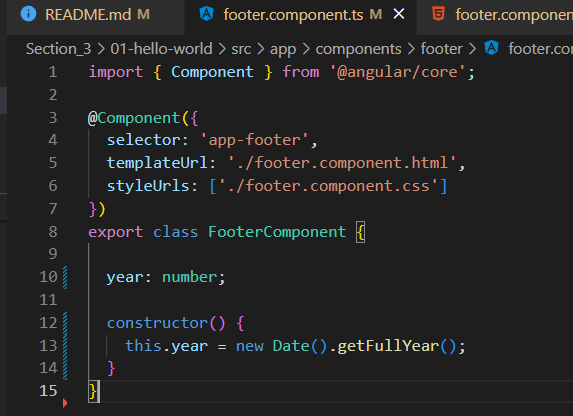 README.md M footer.component.ts M footer.componen
Section_3 > 01-hello-world > src > app > components > footer > footer.co
1 import { Component } from '@angular/core';
2
3 @Component({
4   selector: 'app-footer',
5   templateUrl: './footer.component.html',
6   styleUrls: ['./footer.component.css']
7 })
8 export class FooterComponent {
9
10   year: number;
11
12   constructor() {
13     this.year = new Date().getFullYear();
14   }
15 }